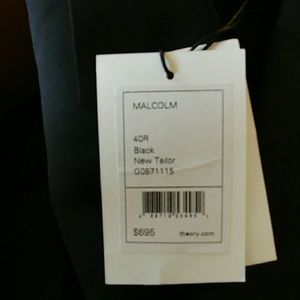 MALCOLM
40R
Black
New Tailor
G0871115
$695
theory.com